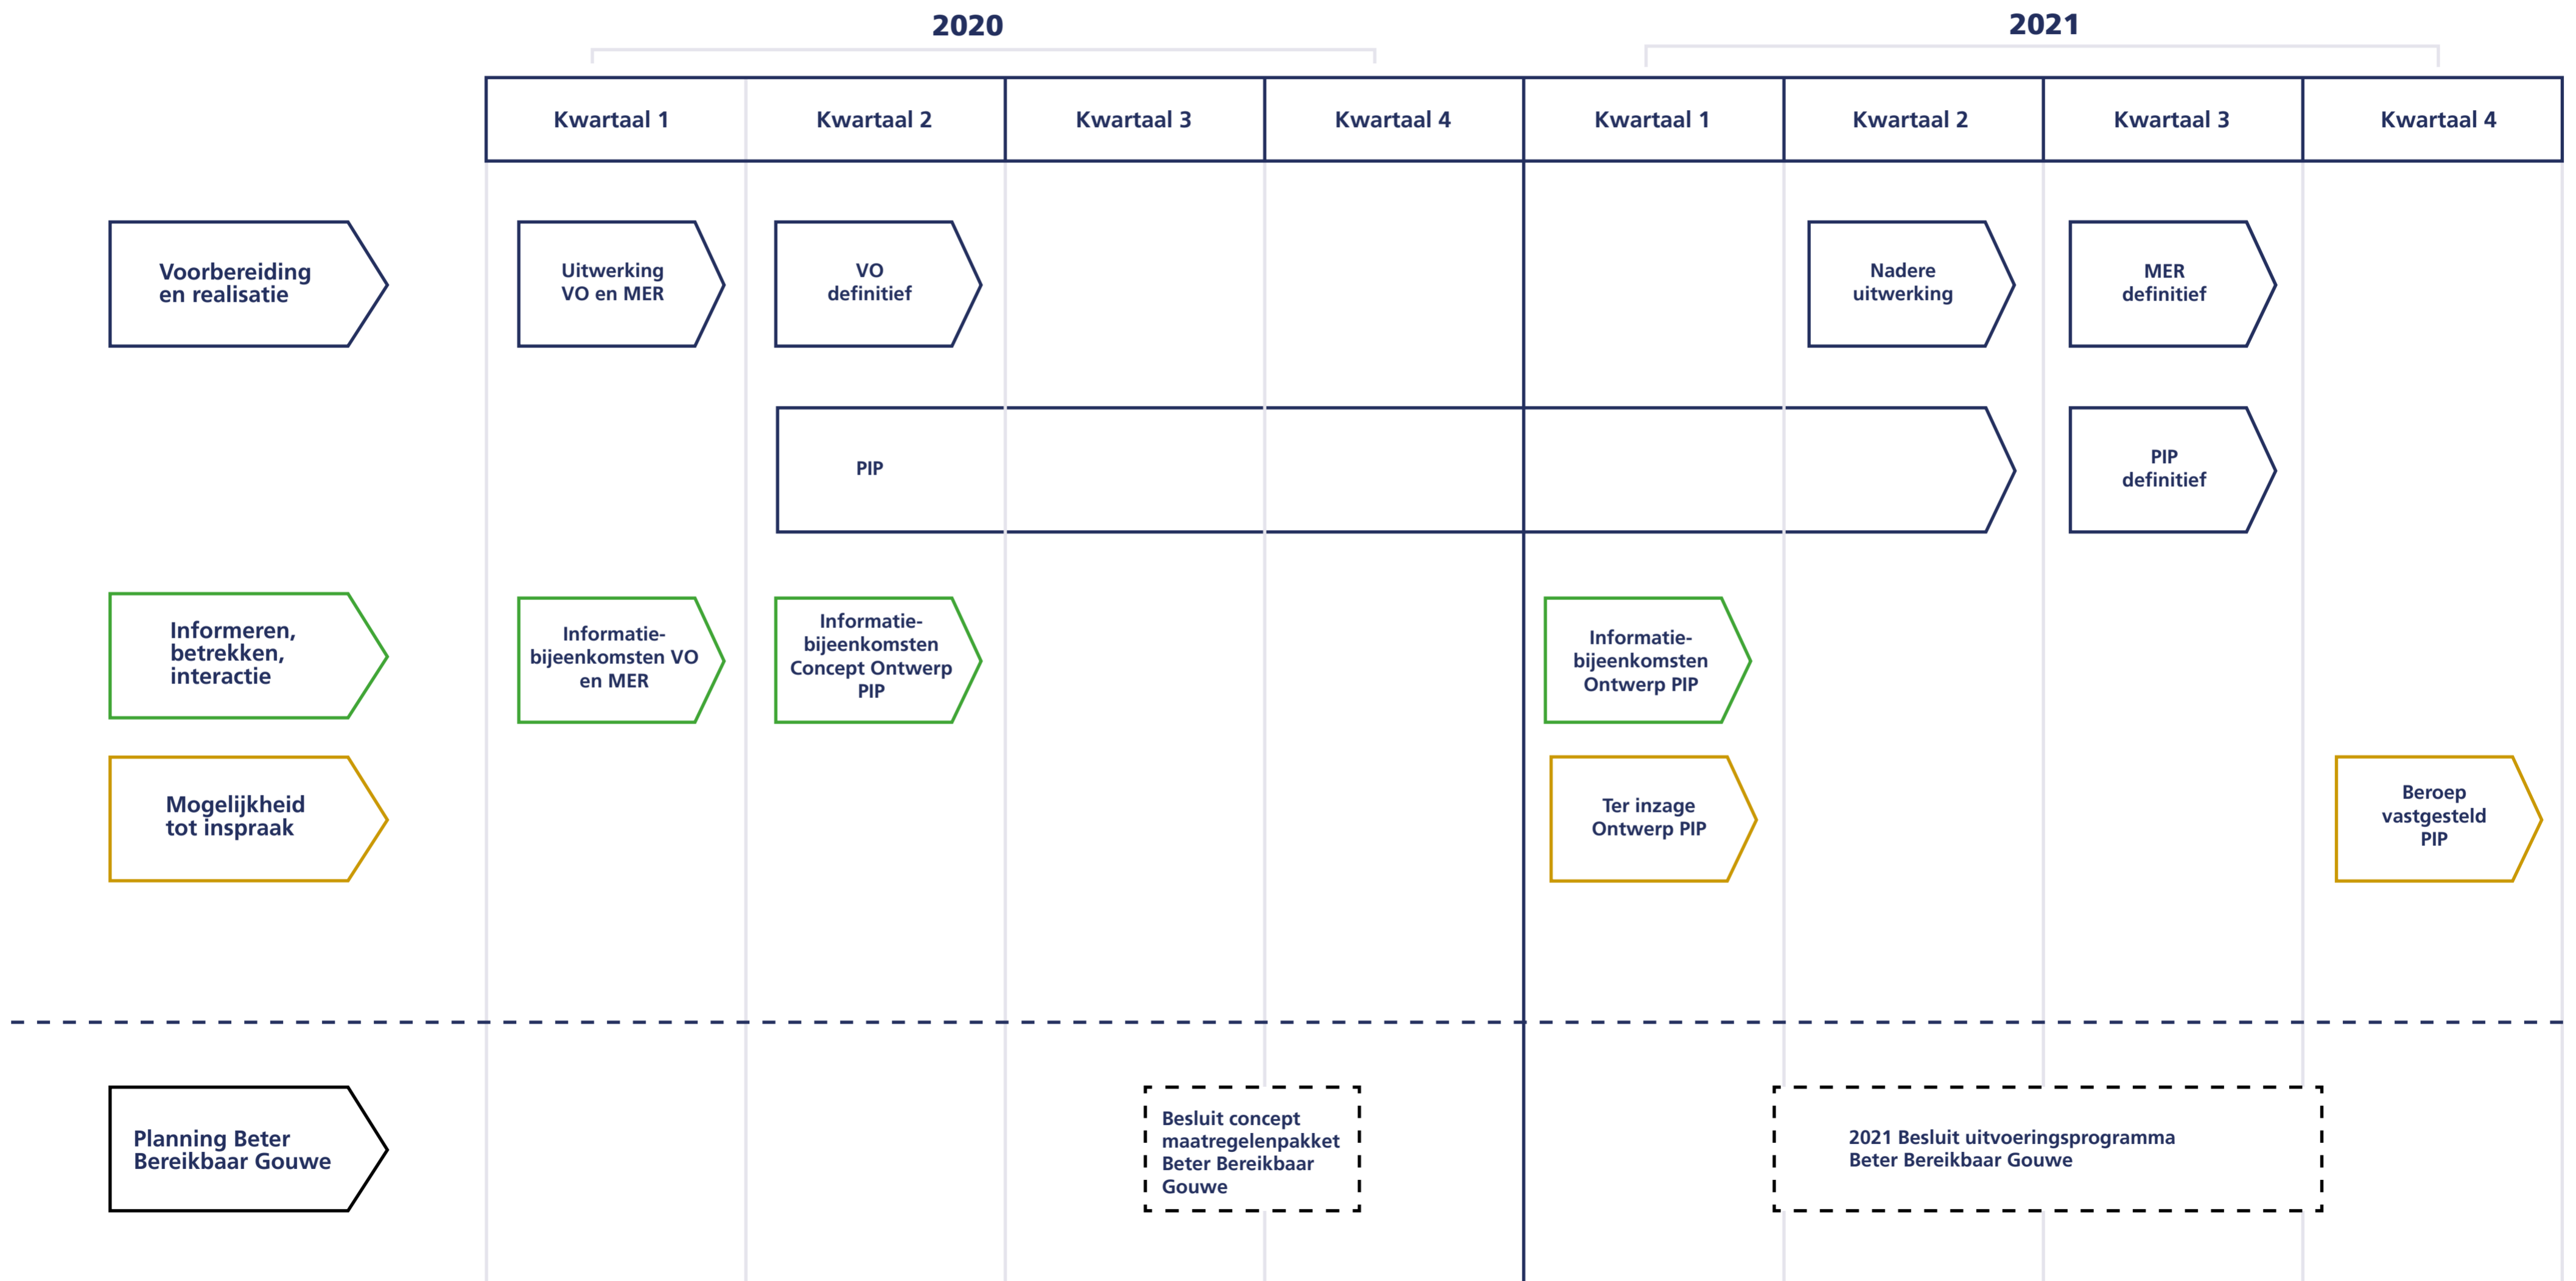 2020
2021
Kwartaal 1
Kwartaal 2
Kwartaal 3
Kwartaal 4
Kwartaal 1
Kwartaal 2
Kwartaal 3
Kwartaal 4
Voorbereiding
en realisatie
Uitwerking
VO en MER
VO
definitief
Nadere
uitwerking
MER
definitief
PIP
PIP
definitief
Informeren,
betrekken,
interactie
Informatie-
bijeenkomsten VO
en MER
Informatie-
bijeenkomsten
Concept Ontwerp
PIP
Informatie-
bijeenkomsten
Ontwerp PIP
Mogelijkheid
tot inspraak
Ter inzage
Ontwerp PIP
Beroep
vastgesteld
PIP
Planning Beter
Bereikbaar Gouwe
Besluit concept
maatregelenpakket
Beter Bereikbaar
Gouwe
2021 Besluit uitvoeringsprogramma
Beter Bereikbaar Gouwe